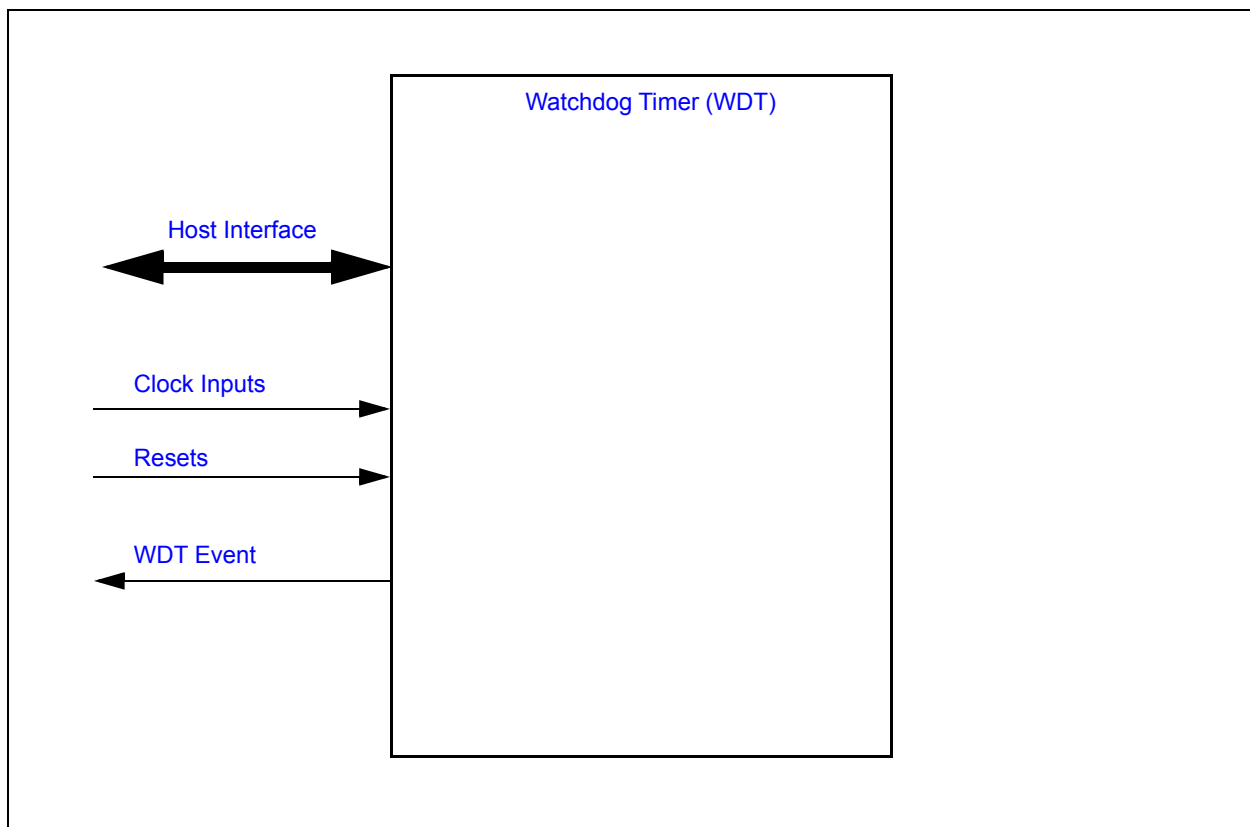 Watchdog Timer (WDT)
Host Interface
Clock Inputs
Resets
WDT Event